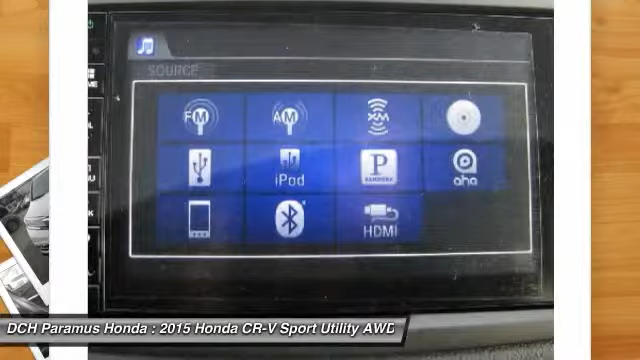 SOURCE
FM
AM
XM
iPod
P
PANDORA
aha
HDMI
DCH Paramus Honda : 2015 Honda CR-V Sport Utility AWD